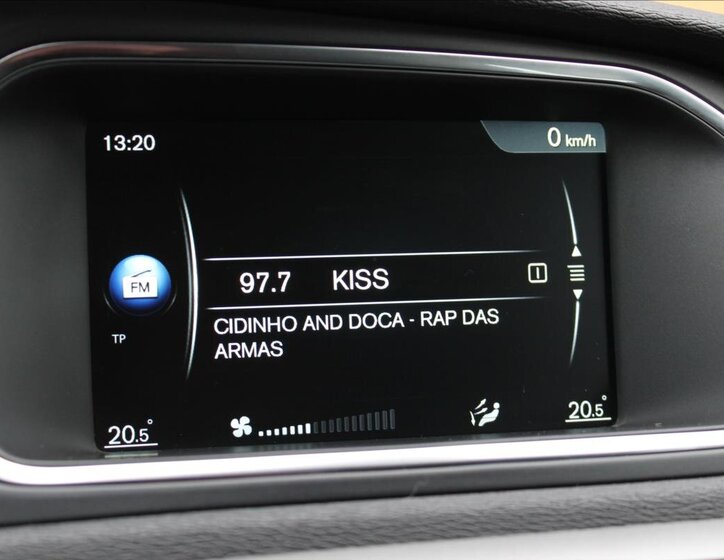 13:20
0 km/h
FM
97.7 KISS
TP
CIDINHO AND DOCA - RAP DAS
ARMAS
20.5°
20.5°